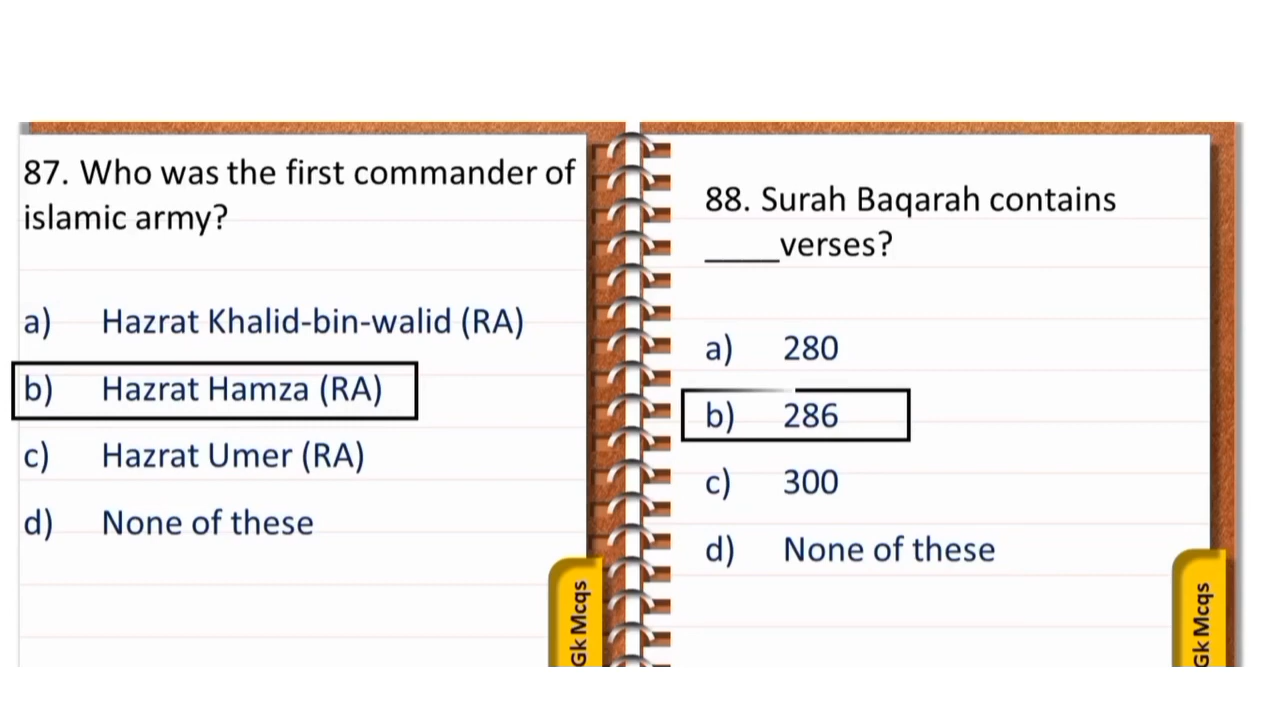 87. Who was the first commander of
islamic army?
a) Hazrat Khalid-bin-walid (RA)
b) Hazrat Hamza (RA)
c) Hazrat Umer (RA)
d) None of these
Gk Mcqs
88. Surah Baqarah contains
____verses?
a) 280
b) 286
c) 300
d) None of these
Gk Mcqs